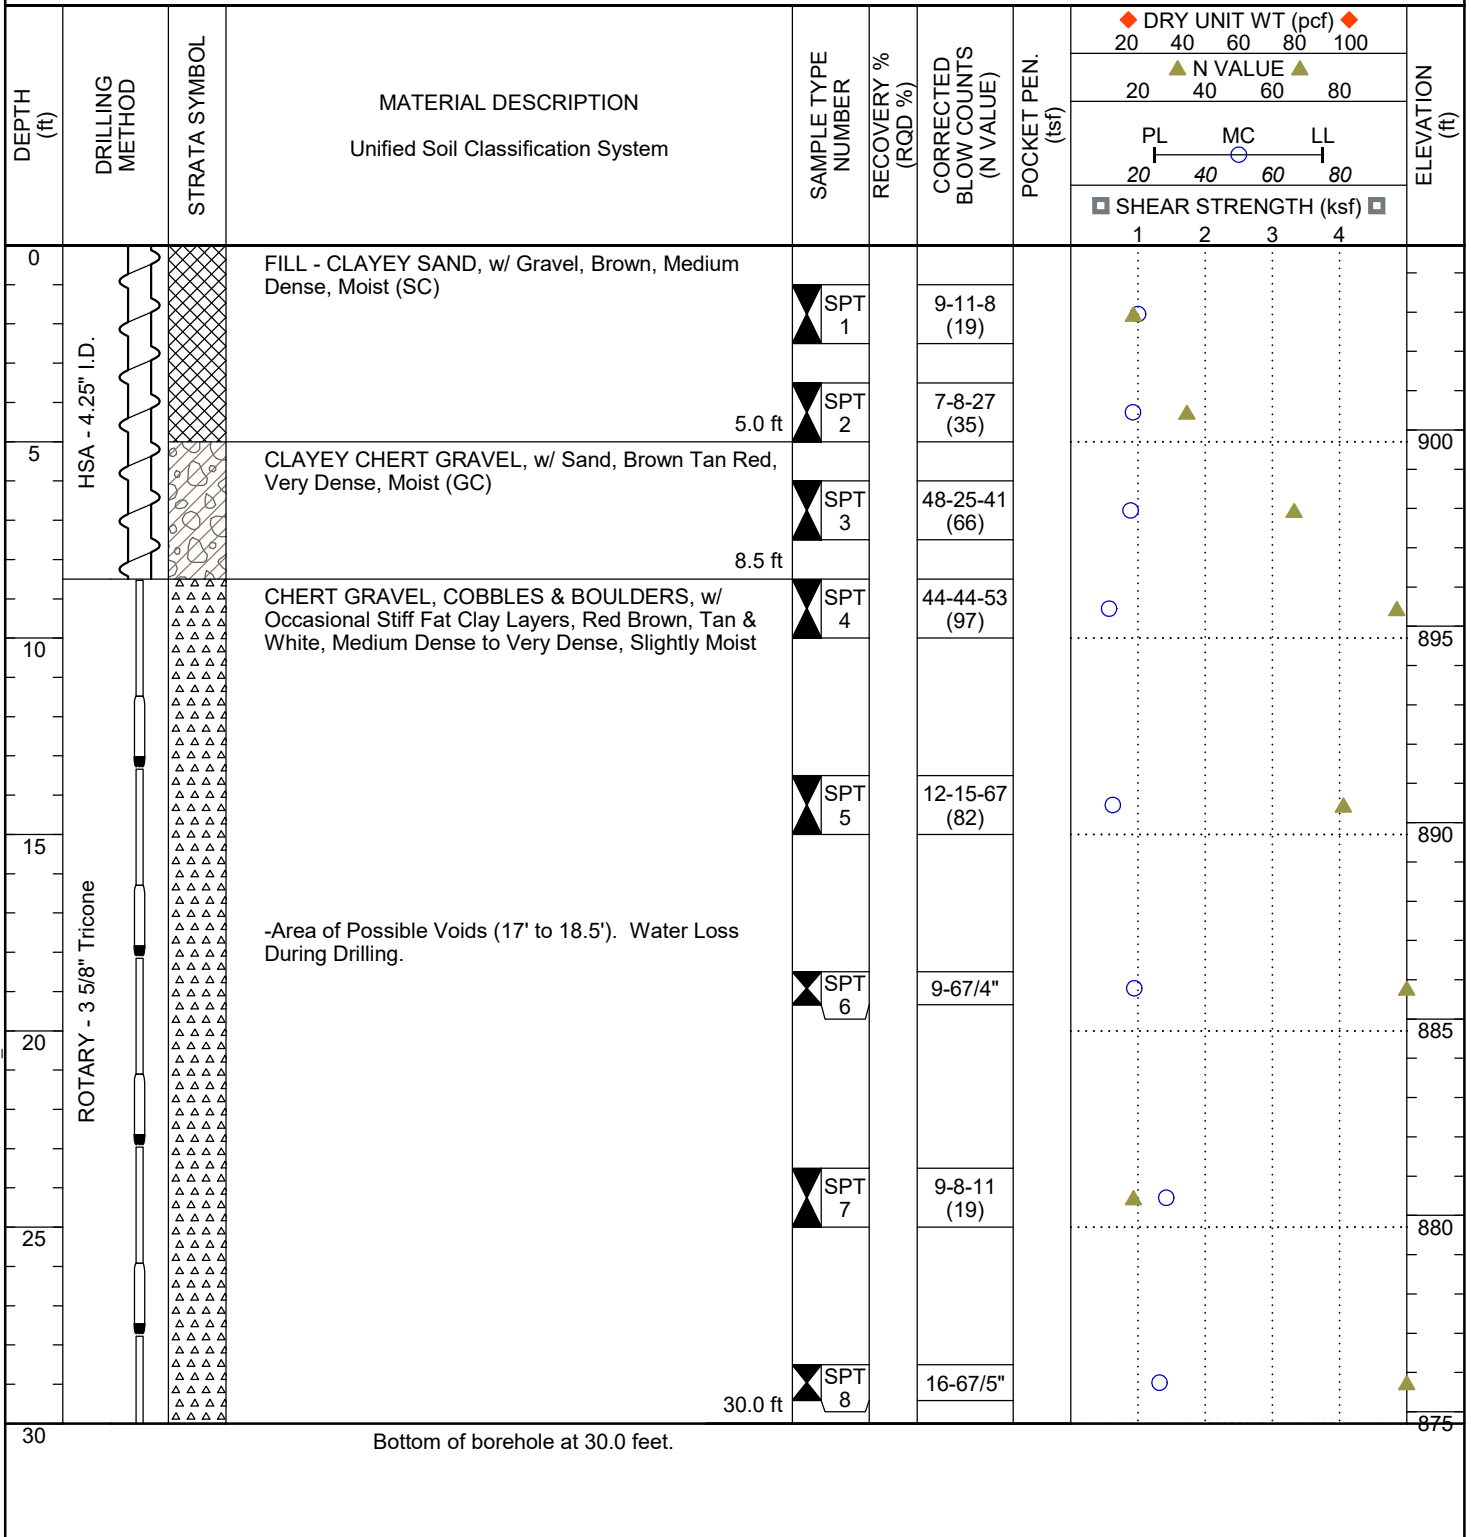 DEPTH
(ft)
DRILLING
METHOD
STRATA SYMBOL
MATERIAL DESCRIPTION
Unified Soil Classification System
SAMPLE TYPE
NUMBER
RECOVERY %
(RQD %)
CORRECTED
BLOW COUNTS
(N VALUE)
POCKET PEN.
(tsf)
DRY UNIT WT (pcf)
20 40 60 80 100
N VALUE
20 40 60 80
PL MC LL
20 40 60 80
SHEAR STRENGTH (ksf)
1 2 3 4
ELEVATION
(ft)
0
HSA - 4.25" I.D.
FILL - CLAYEY SAND, w/ Gravel, Brown, Medium
Dense, Moist (SC)
SPT
1
9-11-8
(19)
5.0 ft
SPT
2
7-8-27
(35)
900
5
CLAYEY CHERT GRAVEL, w/ Sand, Brown Tan Red,
Very Dense, Moist (GC)
SPT
3
48-25-41
(66)
8.5 ft
CHERT GRAVEL, COBBLES & BOULDERS, w/
Occasional Stiff Fat Clay Layers, Red Brown, Tan &
White, Medium Dense to Very Dense, Slightly Moist
SPT
4
44-44-53
(97)
895
10
SPT
5
12-15-67
(82)
890
15
ROTARY - 3 5/8" Tricone
-Area of Possible Voids (17' to 18.5').  Water Loss
During Drilling.
SPT
6
9-67/4"
885
20
SPT
7
9-8-11
(19)
880
25
SPT
8
16-67/5"
30.0 ft
875
30
Bottom of borehole at 30.0 feet.